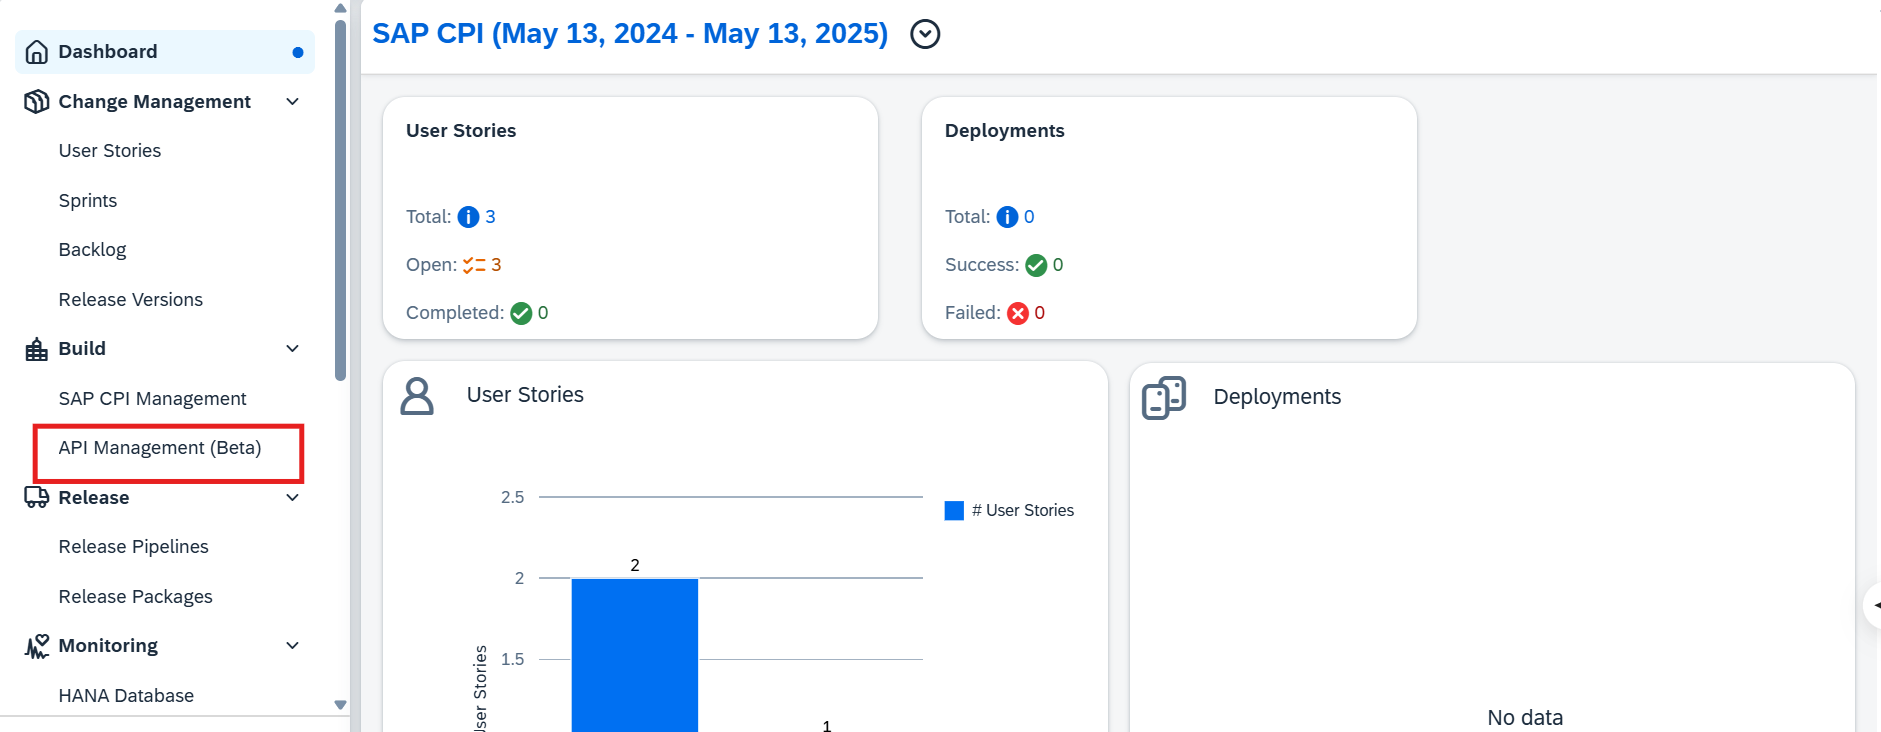 Dashboard
Change Management
User Stories
Sprints
Backlog
Release Versions
Build
SAP CPI Management
API Management (Beta)
Release
Release Pipelines
Release Packages
Monitoring
HANA Database
SAP CPI (May 13, 2024 - May 13, 2025)
User Stories
Total: 3
Open: 3
Completed: 0
Deployments
Total: 0
Success: 0
Failed: 0
User Stories
2.5
2
1.5
User Stories
2
1
# User Stories
Deployments
No data